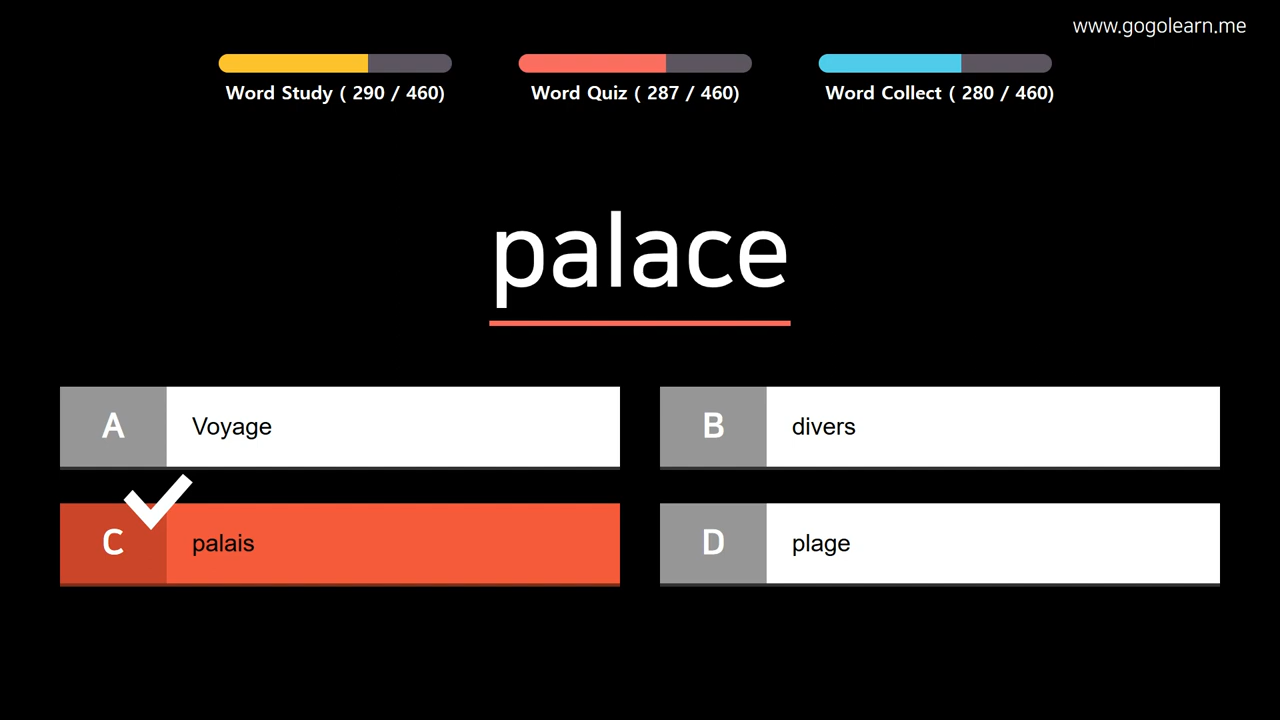 www.gogolearn.me
Word Study ( 290 / 460)
Word Quiz ( 287 / 460)
Word Collect ( 280 / 460)
palace
A Voyage
B divers
C palais
D plage